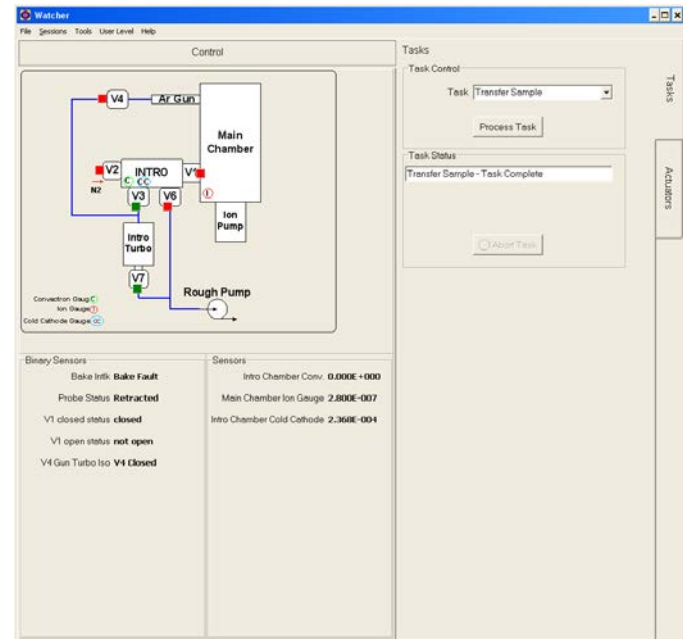 Watcher
File Sessions Tools User Level Help
Control
V4
Ar Gun
Main
Chamber
V2
INTRO
V1
N2
C CC
V3
V6
I
Ion
Pump
Intro
Turbo
V7
Rough Pump
Convectron Gaug C
Ion Gauge I
Cold Cathode Gauge CC
Binary Sensors
Bake Intlk Bake Fault
Probe Status Retracted
V1 closed status closed
V1 open status not open
V4 Gun Turbo Iso V4 Closed
Sensors
Intro Chamber Conv. 0.000E+000
Main Chamber Ion Gauge 2.800E-007
Intro Chamber Cold Cathode 2.368E-004
Tasks
Task Control
Task Transfer Sample
Process Task
Task Status
Transfer Sample - Task Complete
Abort Task
Tasks
Actuators